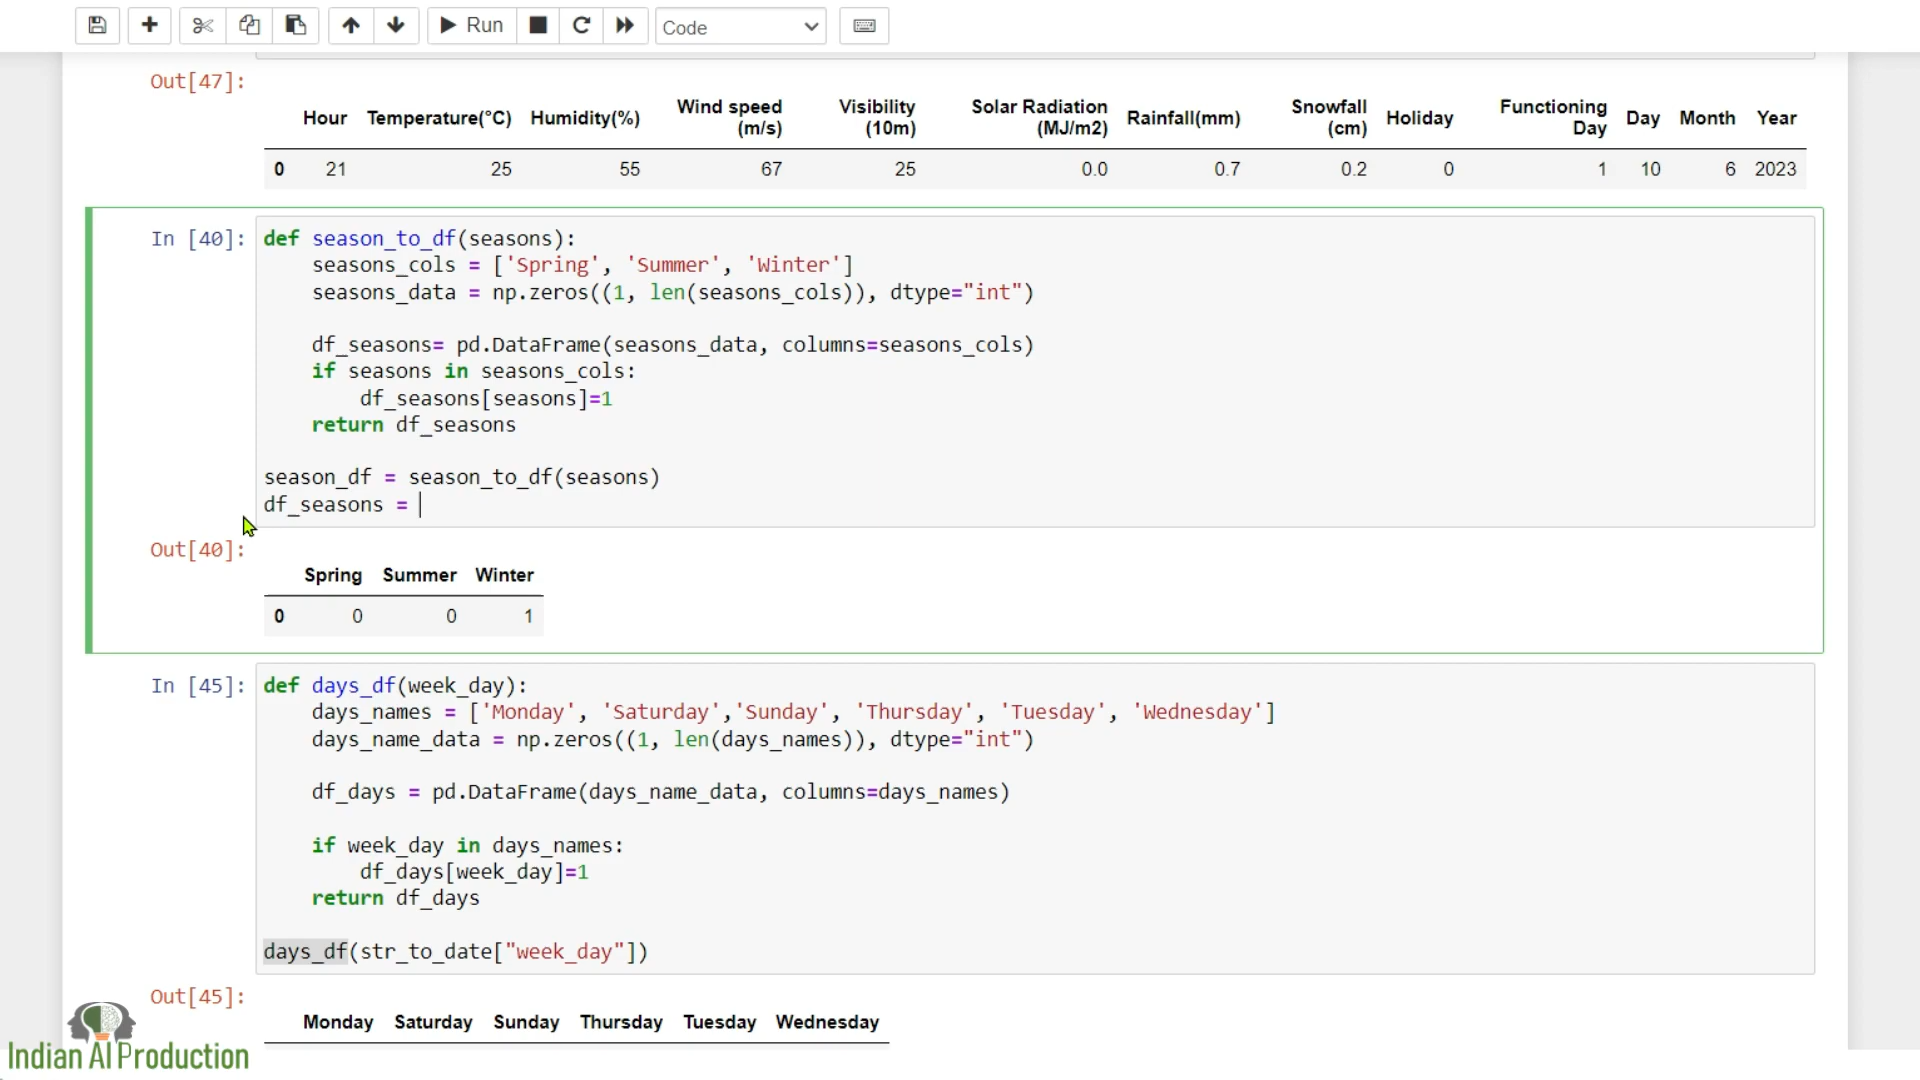 Run
Code
Out[47]:
Hour Temperature(°C) Humidity(%) Wind speed (m/s) Visibility (10m) Solar Radiation (MJ/m2) Rainfall(mm) Snowfall (cm) Holiday Functioning Day Day Month Year
0 21 25 55 67 25 0.0 0.7 0.2 0 1 10 6 2023
In [40]:
def season_to_df(seasons):
    seasons_cols = ['Spring', 'Summer', 'Winter']
    seasons_data = np.zeros((1, len(seasons_cols)), dtype="int")
    df_seasons= pd.DataFrame(seasons_data, columns=seasons_cols)
    if seasons in seasons_cols:
        df_seasons[seasons]=1
    return df_seasons
season_df = season_to_df(seasons)
df_seasons =
Out[40]:
Spring Summer Winter
0 0 0 1
In [45]:
def days_df(week_day):
    days_names = ['Monday', 'Saturday','Sunday', 'Thursday', 'Tuesday', 'Wednesday']
    days_name_data = np.zeros((1, len(days_names)), dtype="int")
    df_days = pd.DataFrame(days_name_data, columns=days_names)
    if week_day in days_names:
        df_days[week_day]=1
    return df_days
days_df(str_to_date["week_day"])
Out[45]:
Monday Saturday Sunday Thursday Tuesday Wednesday
Indian AI Production